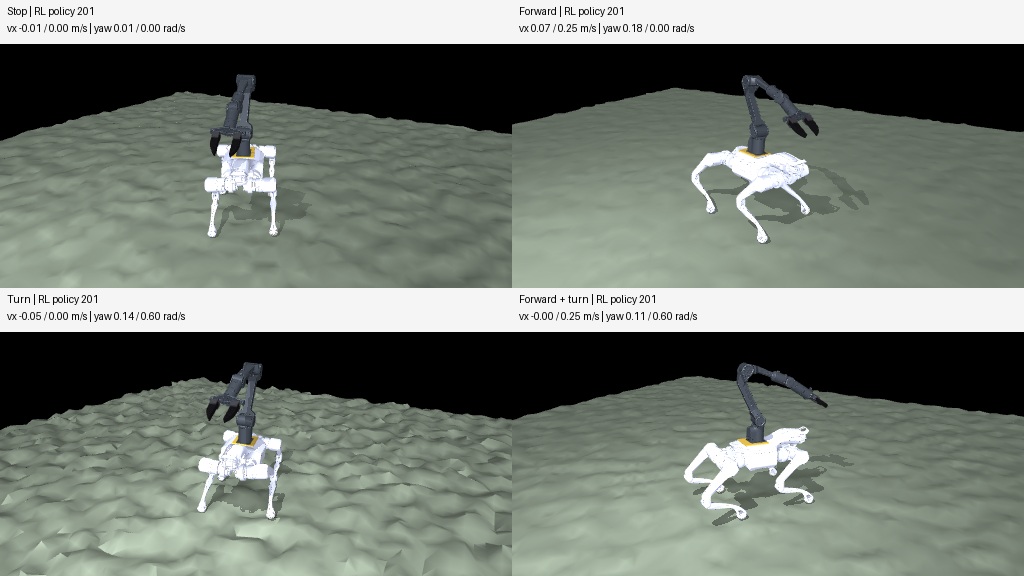 Stop | RL policy 201
vx -0.01 / 0.00 m/s | yaw 0.01 / 0.00 rad/s
Forward | RL policy 201
vx 0.07 / 0.25 m/s | yaw 0.18 / 0.00 rad/s
Turn | RL policy 201
vx -0.05 / 0.00 m/s | yaw 0.14 / 0.60 rad/s
Forward + turn | RL policy 201
vx -0.00 / 0.25 m/s | yaw 0.11 / 0.60 rad/s